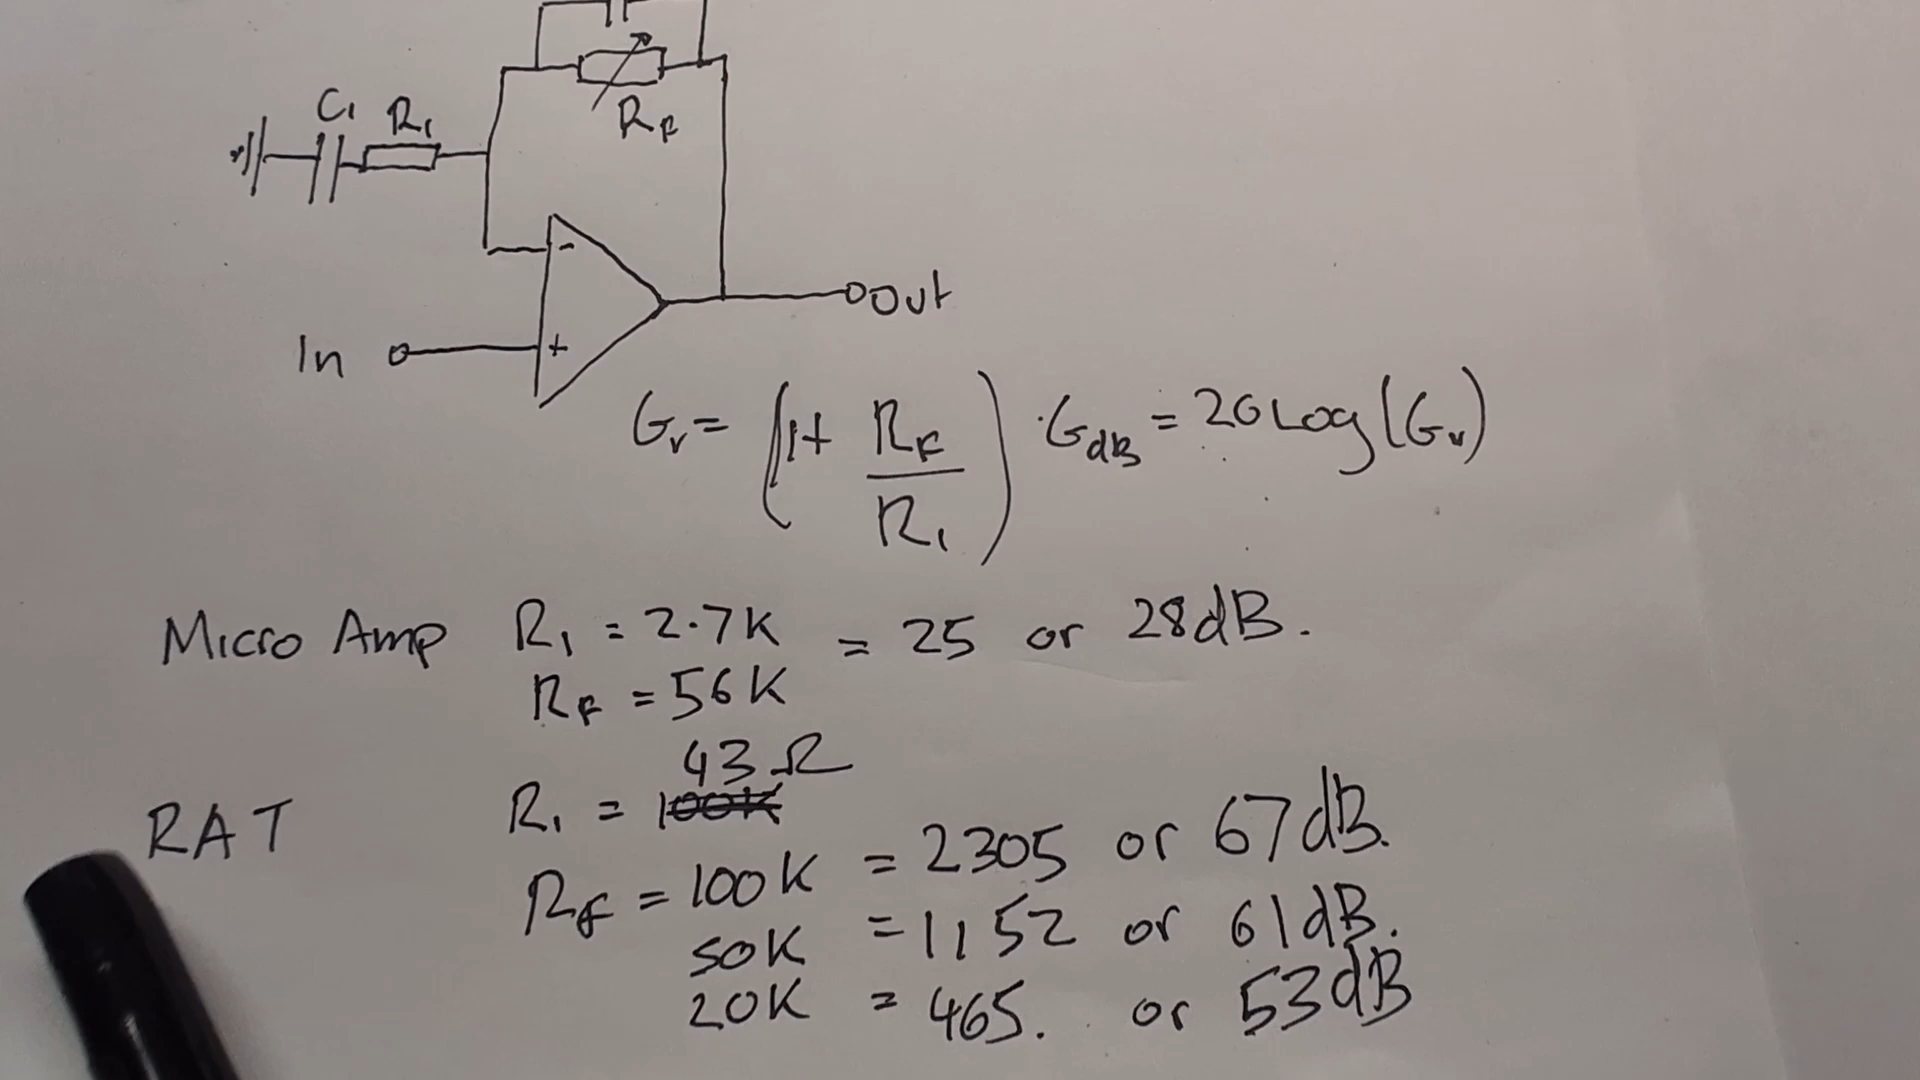 C1 R1
RF
-
+
In
Out
Gv = (1 + RF / R1) . GdB = 20 Log (Gv)
Micro Amp R1 = 2.7K = 25 or 28dB.
RF = 56K
43Ω
RAT R1 = 100K
RF = 100K = 2305 or 67dB.
50K = 1152 or 61dB.
20K = 465. or 53dB